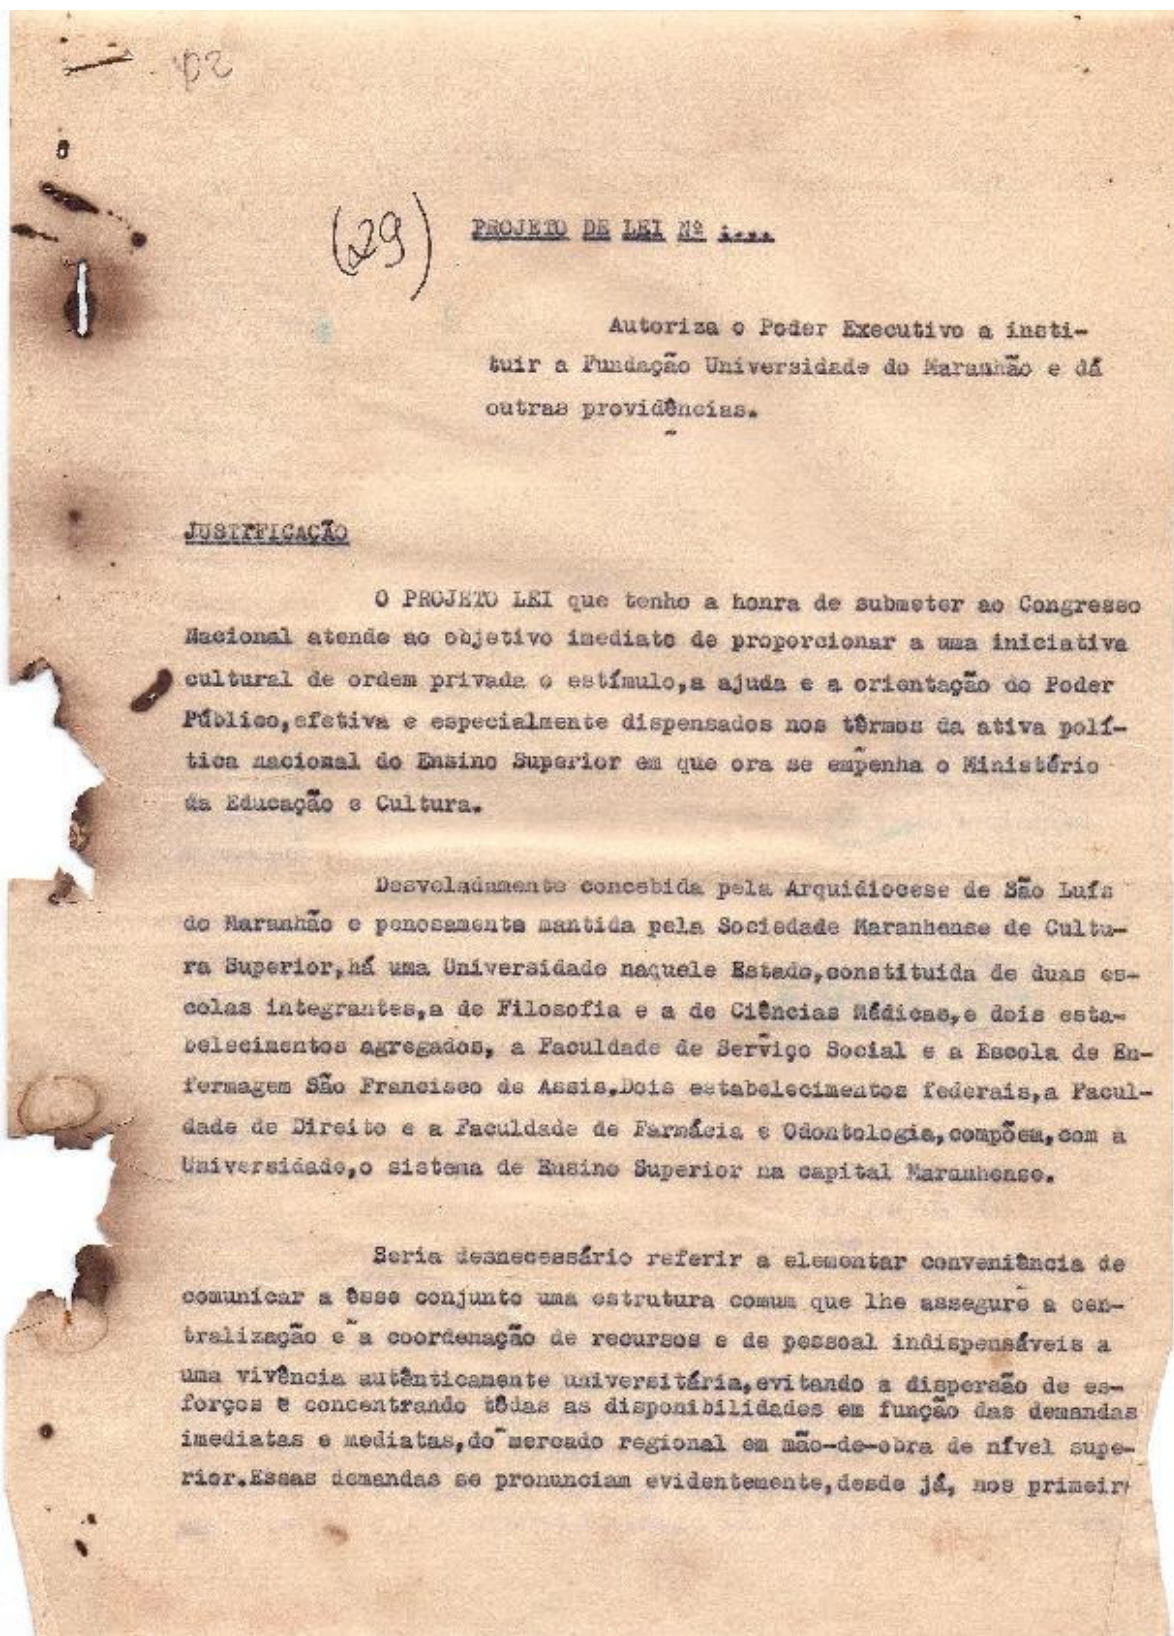 02
(29)
PROJETO DE LEI Nº ....
Autoriza o Poder Executivo a insti-
tuir a Fundação Universidade do Maranhão e dá
outras providências.
JUSTIFICAÇÃO
O PROJETO LEI que tenho a honra de submeter ao Congresso
Nacional atende ao objetivo imediato de proporcionar a uma iniciativa
cultural de ordem privada o estímulo,a ajuda e a orientação do Poder
Público,efetiva e especialmente dispensados nos têrmos da ativa polí-
tica nacional do Ensino Superior em que ora se empenha o Ministério
da Educação e Cultura.
Desveladamente concebida pela Arquidiocese de São Luís
do Maranhão e penosamente mantida pela Sociedade Maranhense de Cultu-
ra Superior,há uma Universidade naquele Estado,constituida de duas es-
colas integrantes,a de Filosofia e a de Ciências Médicas,e dois esta-
belecimentos agregados, a Faculdade de Serviço Social e a Escola de En-
fermagem São Francisco de Assis.Dois estabelecimentos federais,a Facul-
dade de Direito e a Faculdade de Farmácia e Odontologia,compõem,com a
Universidade,o sistema de Ensino Superior na capital Maranhense.
Seria desnecessário referir a elementar conveniência de
comunicar a êsse conjunto uma estrutura comum que lhe assegure a cen-
tralização e a coordenação de recursos e de pessoal indispensáveis a
uma vivência autênticamente universitária,evitando a dispersão de es-
forços e concentrando tôdas as disponibilidades em função das demandas
imediatas e mediatas,do mercado regional em mão-de-obra de nível supe-
rior.Essas demandas se pronunciam evidentemente,desde já, nos primeir